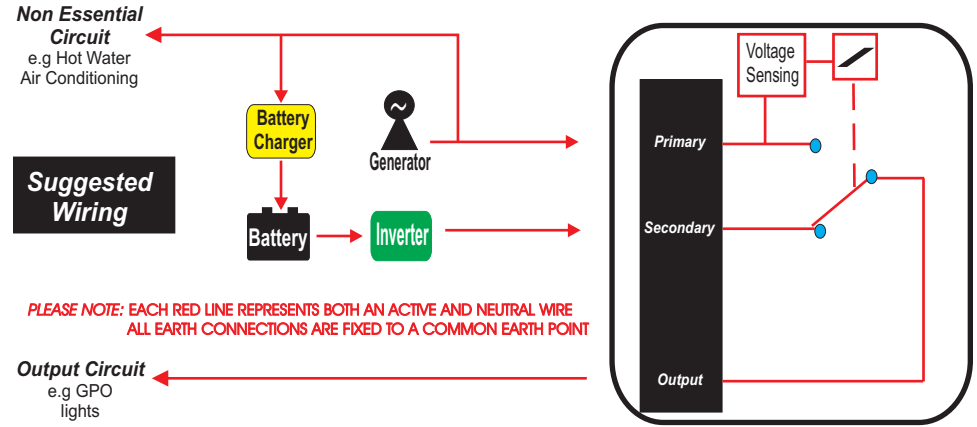 Non Essential
Circuit
e.g Hot Water
Air Conditioning
Battery
Charger
~
Generator
Voltage
Sensing
Primary
Suggested
Wiring
Battery
Inverter
Secondary
PLEASE NOTE: EACH RED LINE REPRESENTS BOTH AN ACTIVE AND NEUTRAL WIRE
ALL EARTH CONNECTIONS ARE FIXED TO A COMMON EARTH POINT
Output Circuit
e.g GPO
lights
Output